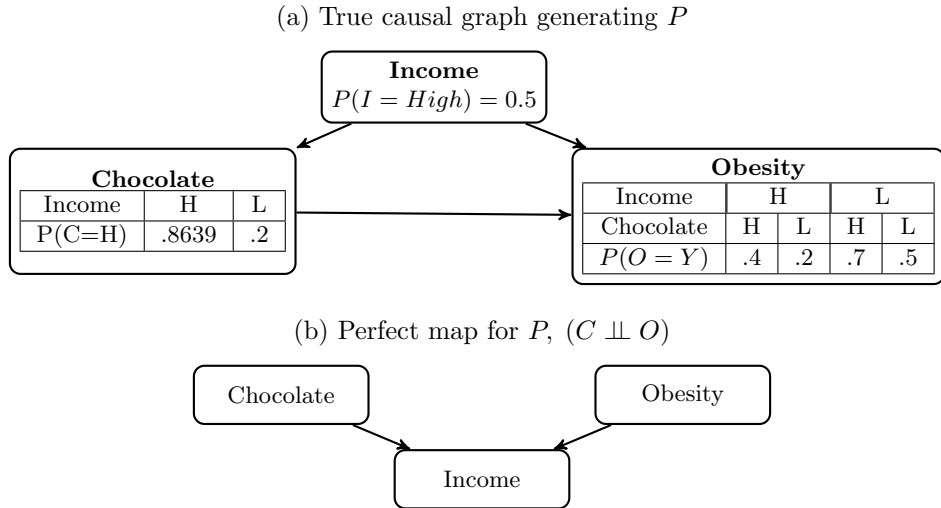 (a) True causal graph generating P
Income
P(I = High) = 0.5
Chocolate
Income H L
P(C=H) .8639 .2
Obesity
Income H L
Chocolate H L H L
P(O = Y) .4 .2 .7 .5
(b) Perfect map for P, (C ⫫ O)
Chocolate
Obesity
Income